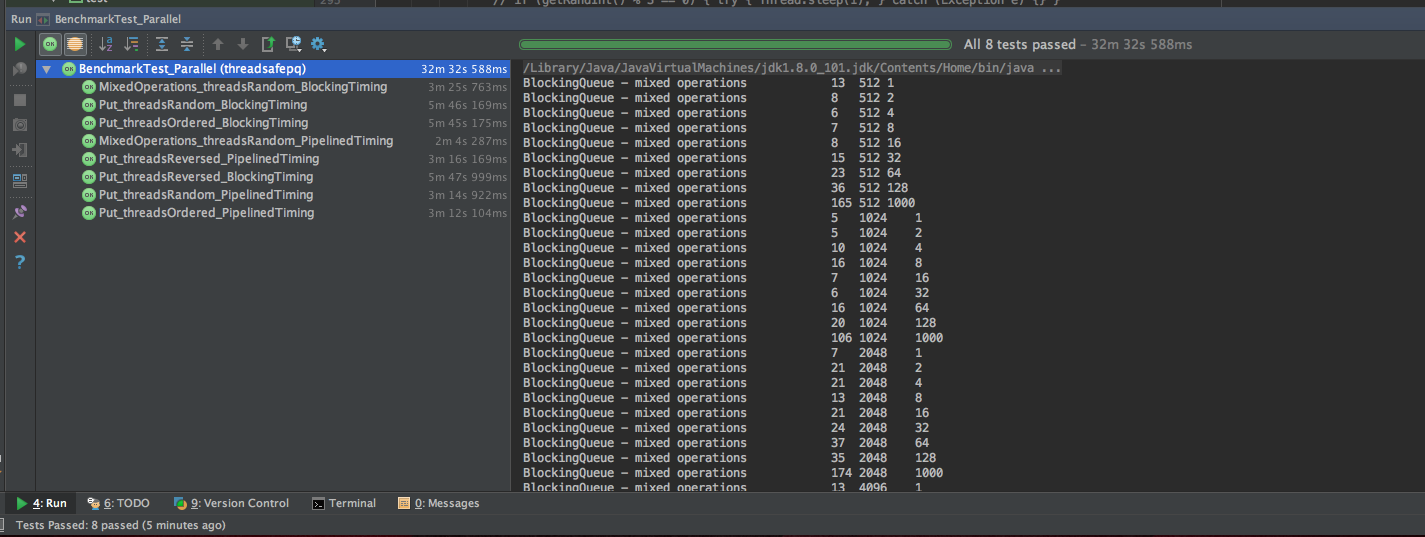 test
295 // if (getRandInt() % 5 == 0) { try { Thread.sleep(1); } catch (Exception e) {} }
Run BenchmarkTest_Parallel
All 8 tests passed – 32m 32s 588ms
BenchmarkTest_Parallel (threadsafepq) 32m 32s 588ms
MixedOperations_threadsRandom_BlockingTiming 3m 25s 763ms
Put_threadsRandom_BlockingTiming 5m 46s 169ms
Put_threadsOrdered_BlockingTiming 5m 45s 175ms
MixedOperations_threadsRandom_PipelinedTiming 2m 4s 287ms
Put_threadsReversed_PipelinedTiming 3m 16s 169ms
Put_threadsReversed_BlockingTiming 5m 47s 999ms
Put_threadsRandom_PipelinedTiming 3m 14s 922ms
Put_threadsOrdered_PipelinedTiming 3m 12s 104ms
/Library/Java/JavaVirtualMachines/jdk1.8.0_101.jdk/Contents/Home/bin/java ...
BlockingQueue – mixed operations 13 512 1
BlockingQueue – mixed operations 8 512 2
BlockingQueue – mixed operations 6 512 4
BlockingQueue – mixed operations 7 512 8
BlockingQueue – mixed operations 8 512 16
BlockingQueue – mixed operations 15 512 32
BlockingQueue – mixed operations 23 512 64
BlockingQueue – mixed operations 36 512 128
BlockingQueue – mixed operations 165 512 1000
BlockingQueue – mixed operations 5 1024 1
BlockingQueue – mixed operations 5 1024 2
BlockingQueue – mixed operations 10 1024 4
BlockingQueue – mixed operations 16 1024 8
BlockingQueue – mixed operations 7 1024 16
BlockingQueue – mixed operations 6 1024 32
BlockingQueue – mixed operations 16 1024 64
BlockingQueue – mixed operations 20 1024 128
BlockingQueue – mixed operations 106 1024 1000
BlockingQueue – mixed operations 7 2048 1
BlockingQueue – mixed operations 21 2048 2
BlockingQueue – mixed operations 21 2048 4
BlockingQueue – mixed operations 13 2048 8
BlockingQueue – mixed operations 21 2048 16
BlockingQueue – mixed operations 24 2048 32
BlockingQueue – mixed operations 37 2048 64
BlockingQueue – mixed operations 35 2048 128
BlockingQueue – mixed operations 174 2048 1000
BlockingQueue – mixed operations 13 4096 1
4: Run 6: TODO 9: Version Control Terminal 0: Messages
Tests Passed: 8 passed (5 minutes ago)